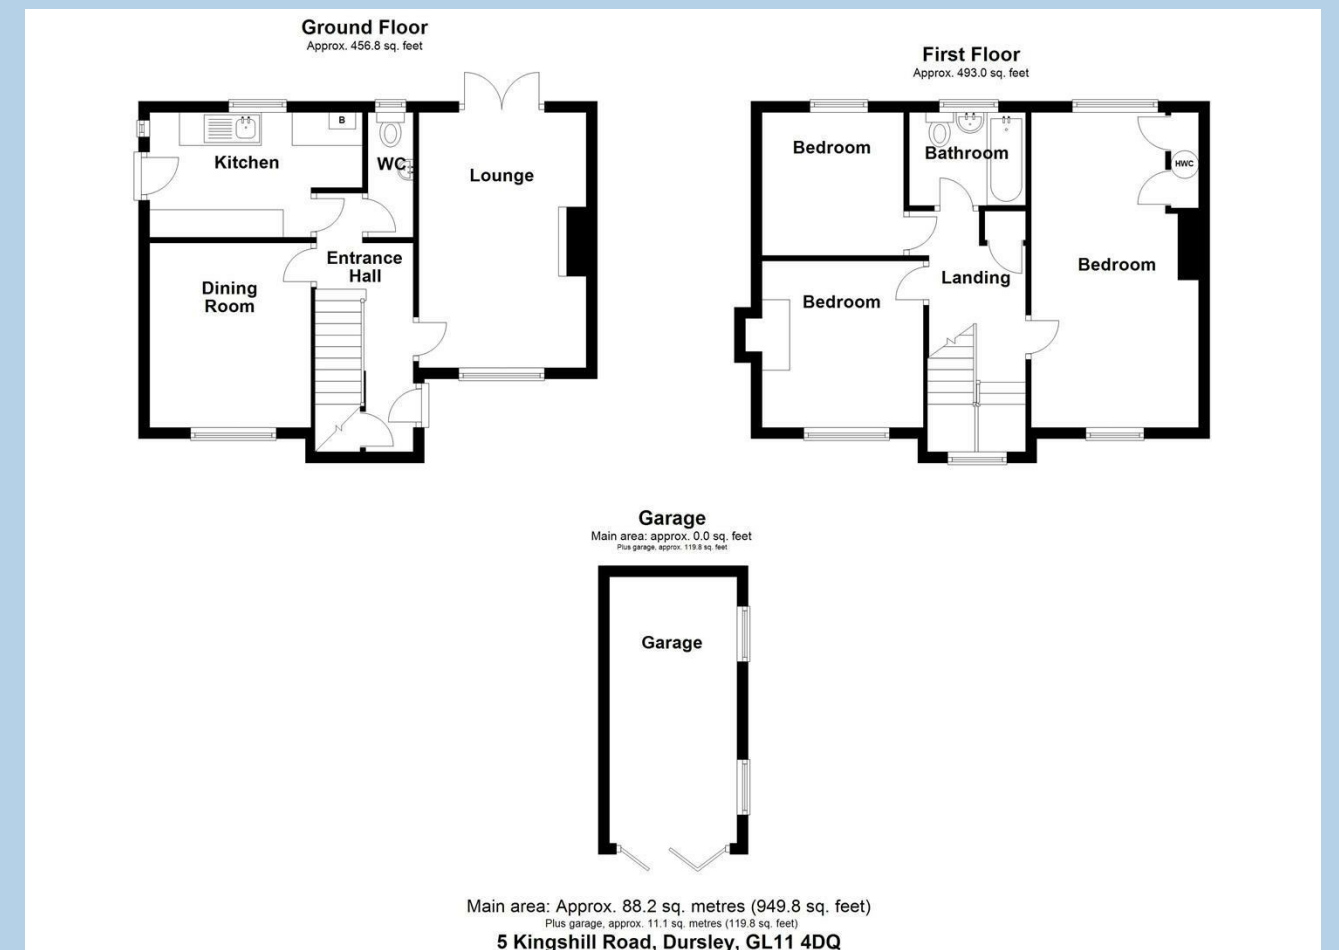 Ground Floor
Approx. 456.8 sq. feet
B
Kitchen
WC
Lounge
Entrance
Hall
Dining
Room
First Floor
Approx. 493.0 sq. feet
Bedroom
Bathroom
HWC
Bedroom
Landing
Bedroom
Garage
Main area: approx. 0.0 sq. feet
Plus garage, approx. 119.8 sq. feet
Garage
Main area: Approx. 88.2 sq. metres (949.8 sq. feet)
Plus garage, approx. 11.1 sq. metres (119.8 sq. feet)
5 Kingshill Road, Dursley, GL11 4DQ